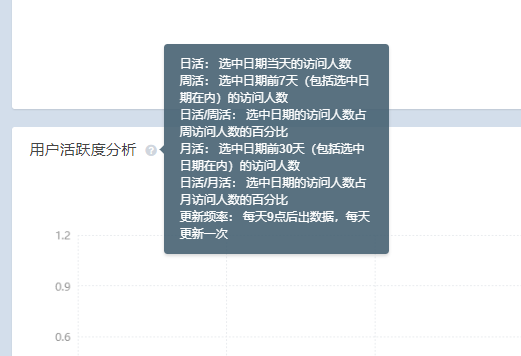 日活： 选中日期当天的访问人数
周活： 选中日期前7天（包括选中日
期在内）的访问人数
日活/周活： 选中日期的访问人数占
周访问人数的百分比
月活： 选中日期前30天（包括选中
日期在内）的访问人数
日活/月活： 选中日期的访问人数占
月访问人数的百分比
更新频率： 每天9点后出数据，每天
更新一次
用户活跃度分析 ?
1.2
0.9
0.6